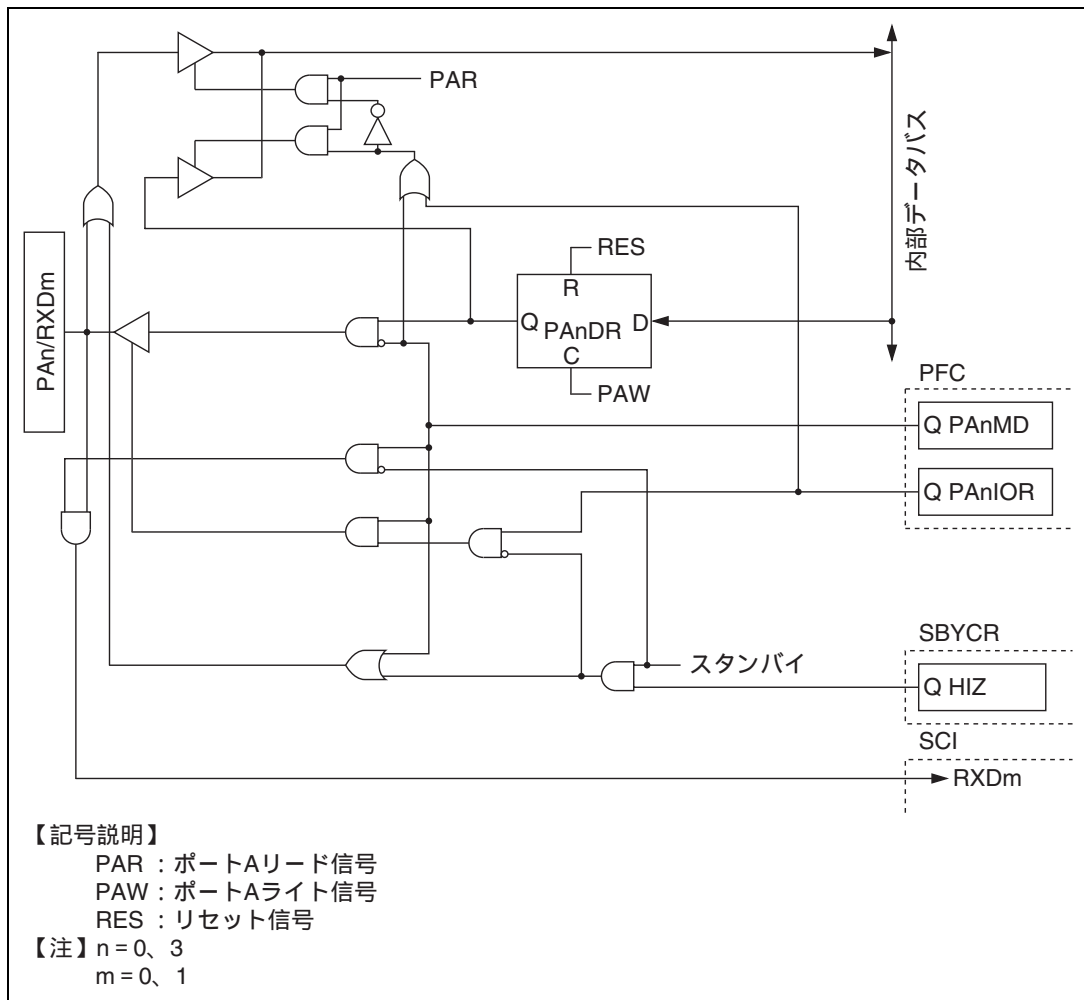 PAR
内部データバス
RES
R
Q
PAnDR
D
C
PAW
PAn/RXDm
PFC
Q PAnMD
Q PAnIOR
スタンバイ
SBYCR
Q HIZ
SCI
RXDm
【記号説明】
PAR : ポートAリード信号
PAW : ポートAライト信号
RES : リセット信号
【注】n = 0、3
m = 0、1